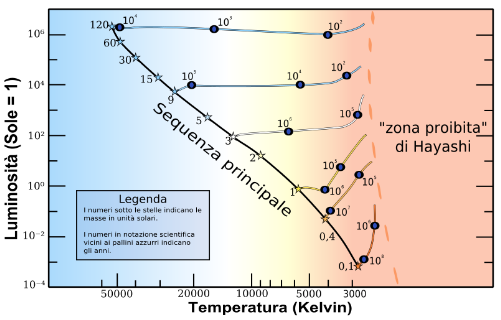 10⁶
10⁴
10²
10⁰
10⁻²
10⁻⁴
Luminosità (Sole = 1)
120
60
30
15
9
5
3
2
1
0,4
0,1
Sequenza principale
"zona proibita"
di Hayashi
Legenda
I numeri sotto le stelle indicano le
masse in unità solari.
I numeri in notazione scientifica
vicini ai pallini azzurri indicano
gli anni.
50000
20000
10000
5000
3000
Temperatura (Kelvin)